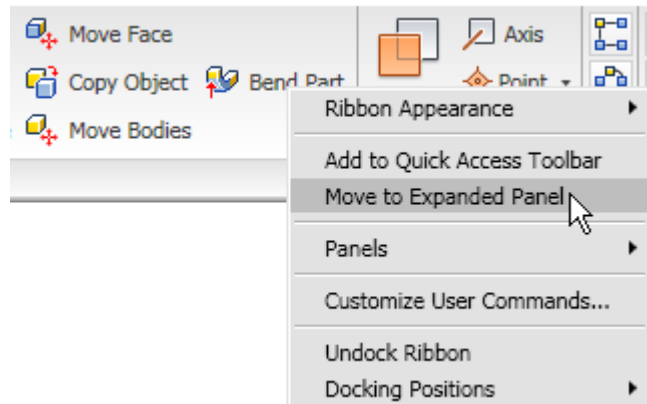 Move Face
Axis
Copy Object
Bend Part
Point
Move Bodies
Ribbon Appearance
Add to Quick Access Toolbar
Move to Expanded Panel
Panels
Customize User Commands...
Undock Ribbon
Docking Positions